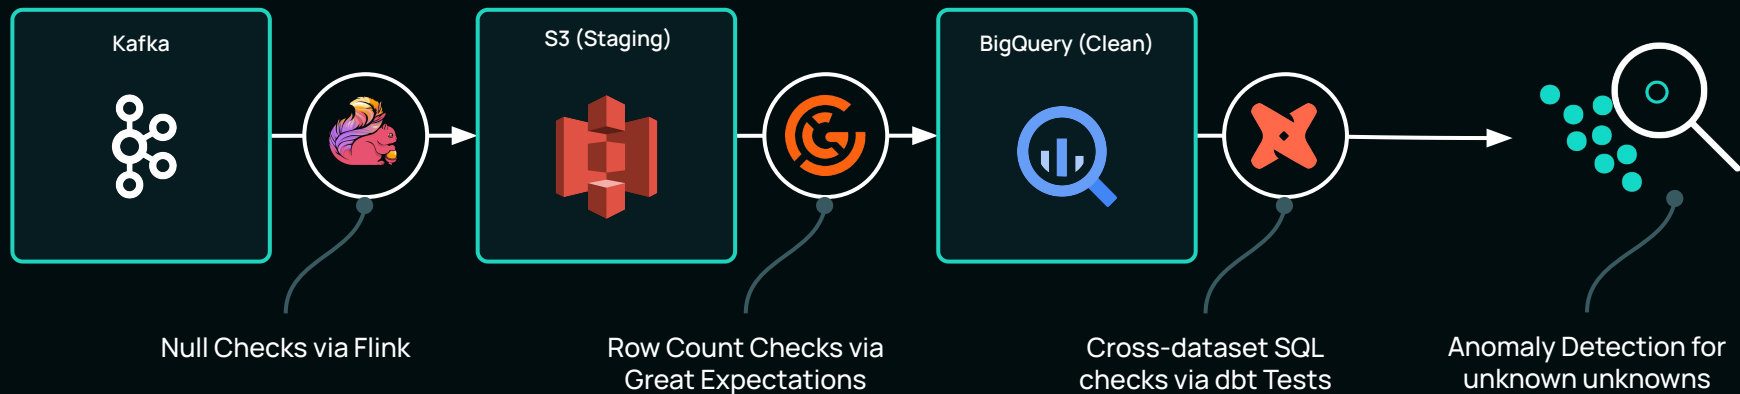 Kafka
S3 (Staging)
BigQuery (Clean)
Null Checks via Flink
Row Count Checks via
Great Expectations
Cross-dataset SQL
checks via dbt Tests
Anomaly Detection for
unknown unknowns